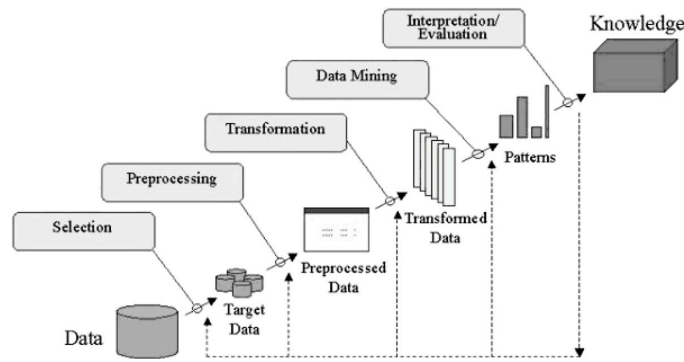 Interpretation/
Evaluation
Knowledge
Data Mining
Transformation
Patterns
Preprocessing
Transformed
Data
Selection
Preprocessed
Data
Target
Data
Data